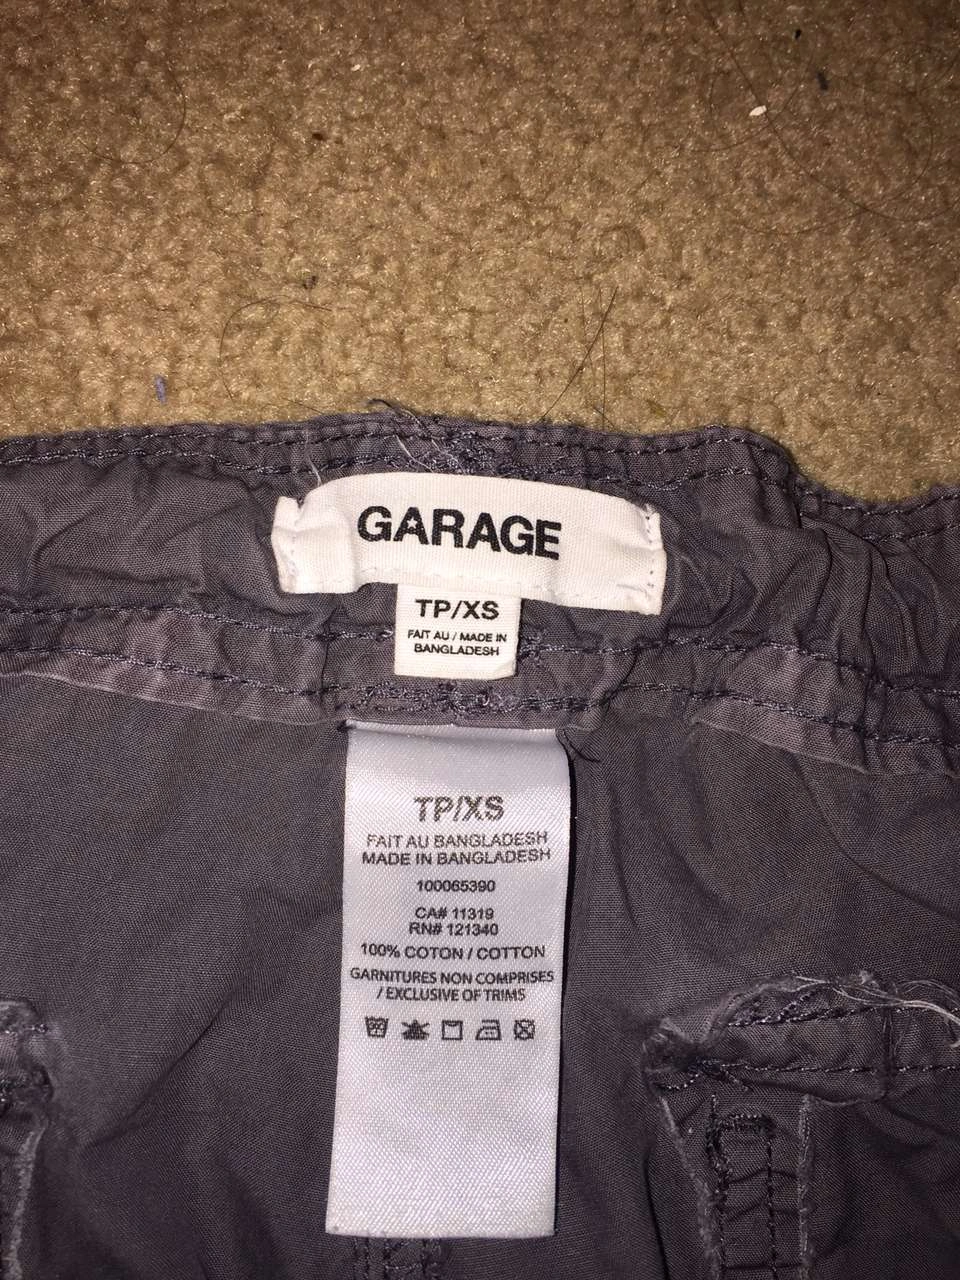 GARAGE
TP/XS
FAIT AU / MADE IN
BANGLADESH
TP/XS
FAIT AU BANGLADESH
MADE IN BANGLADESH
100065390
CA# 11319
RN# 121340
100% COTON / COTTON
GARNITURES NON COMPRISES
/ EXCLUSIVE OF TRIMS